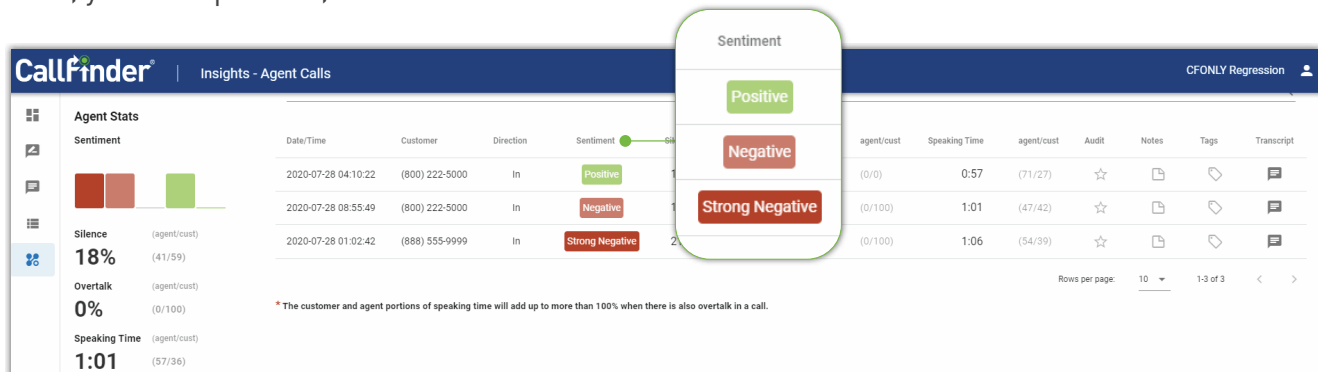 Sentiment
CallFinder® | Insights - Agent Calls CFONLY Regression
Positive
Agent Stats
Sentiment
Date/Time Customer Direction Sentiment agent/cust Speaking Time agent/cust Audit Notes Tags Transcript
Negative
2020-07-28 04:10:22 (800) 222-5000 In Positive (0/0) 0:57 (71/27)
2020-07-28 08:55:49 (800) 222-5000 In Negative (0/100) 1:01 (47/42)
Strong Negative
Silence (agent/cust)
18% (41/59)
2020-07-28 01:02:42 (888) 555-9999 In Strong Negative (0/100) 1:06 (54/39)
Rows per page: 10 1-3 of 3
Overtalk (agent/cust)
0% (0/100)
* The customer and agent portions of speaking time will add up to more than 100% when there is also overtalk in a call.
Speaking Time (agent/cust)
1:01 (57/36)